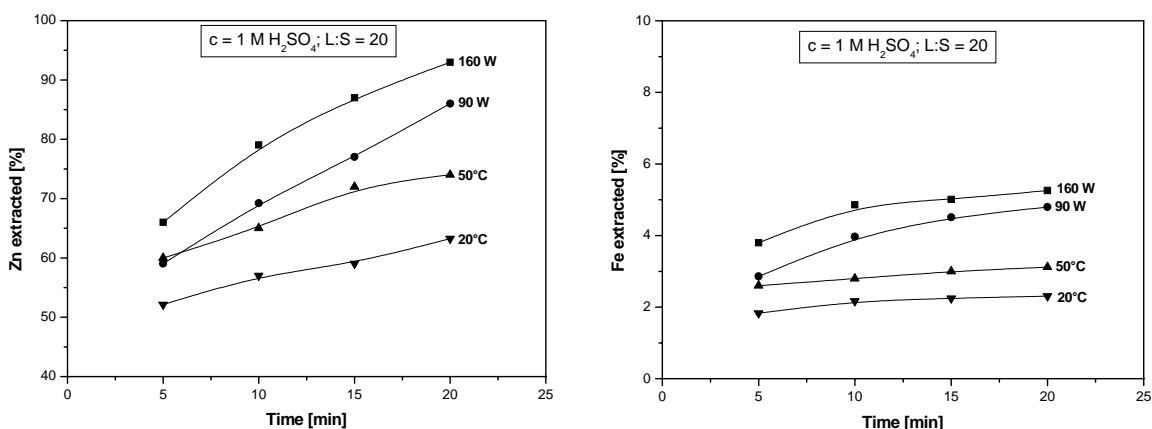 c = 1 M H₂SO₄; L:S = 20
100
90
80
70
60
50
40
Zn extracted [%]
160 W
90 W
50°C
20°C
0 5 10 15 20 25
Time [min]
c = 1 M H₂SO₄; L:S = 20
10
8
6
4
2
0
Fe extracted [%]
160 W
90 W
50°C
20°C
0 5 10 15 20 25
Time [min]